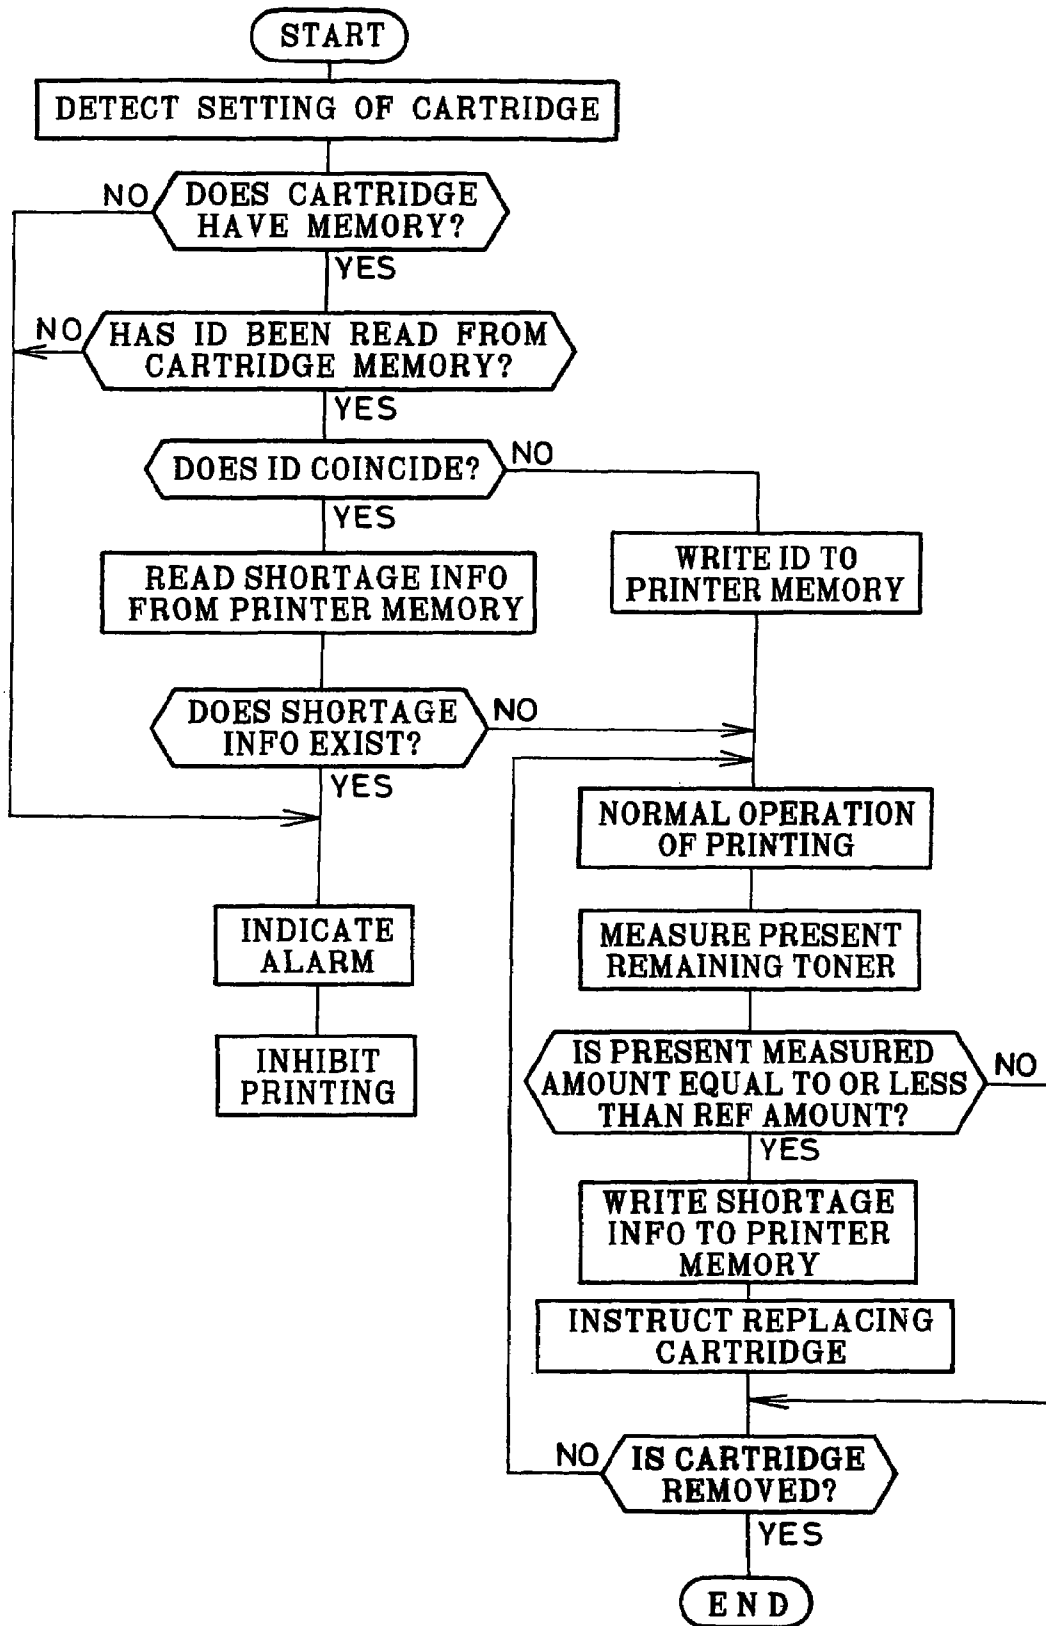 START
DETECT SETTING OF CARTRIDGE
NO
DOES CARTRIDGE
HAVE MEMORY?
YES
NO
HAS ID BEEN READ FROM
CARTRIDGE MEMORY?
YES
DOES ID COINCIDE?
NO
YES
READ SHORTAGE INFO
FROM PRINTER MEMORY
WRITE ID TO
PRINTER MEMORY
DOES SHORTAGE
INFO EXIST?
NO
YES
INDICATE
ALARM
INHIBIT
PRINTING
NORMAL OPERATION
OF PRINTING
MEASURE PRESENT
REMAINING TONER
IS PRESENT MEASURED
AMOUNT EQUAL TO OR LESS
THAN REF AMOUNT?
NO
YES
WRITE SHORTAGE
INFO TO PRINTER
MEMORY
INSTRUCT REPLACING
CARTRIDGE
NO
IS CARTRIDGE
REMOVED?
YES
END